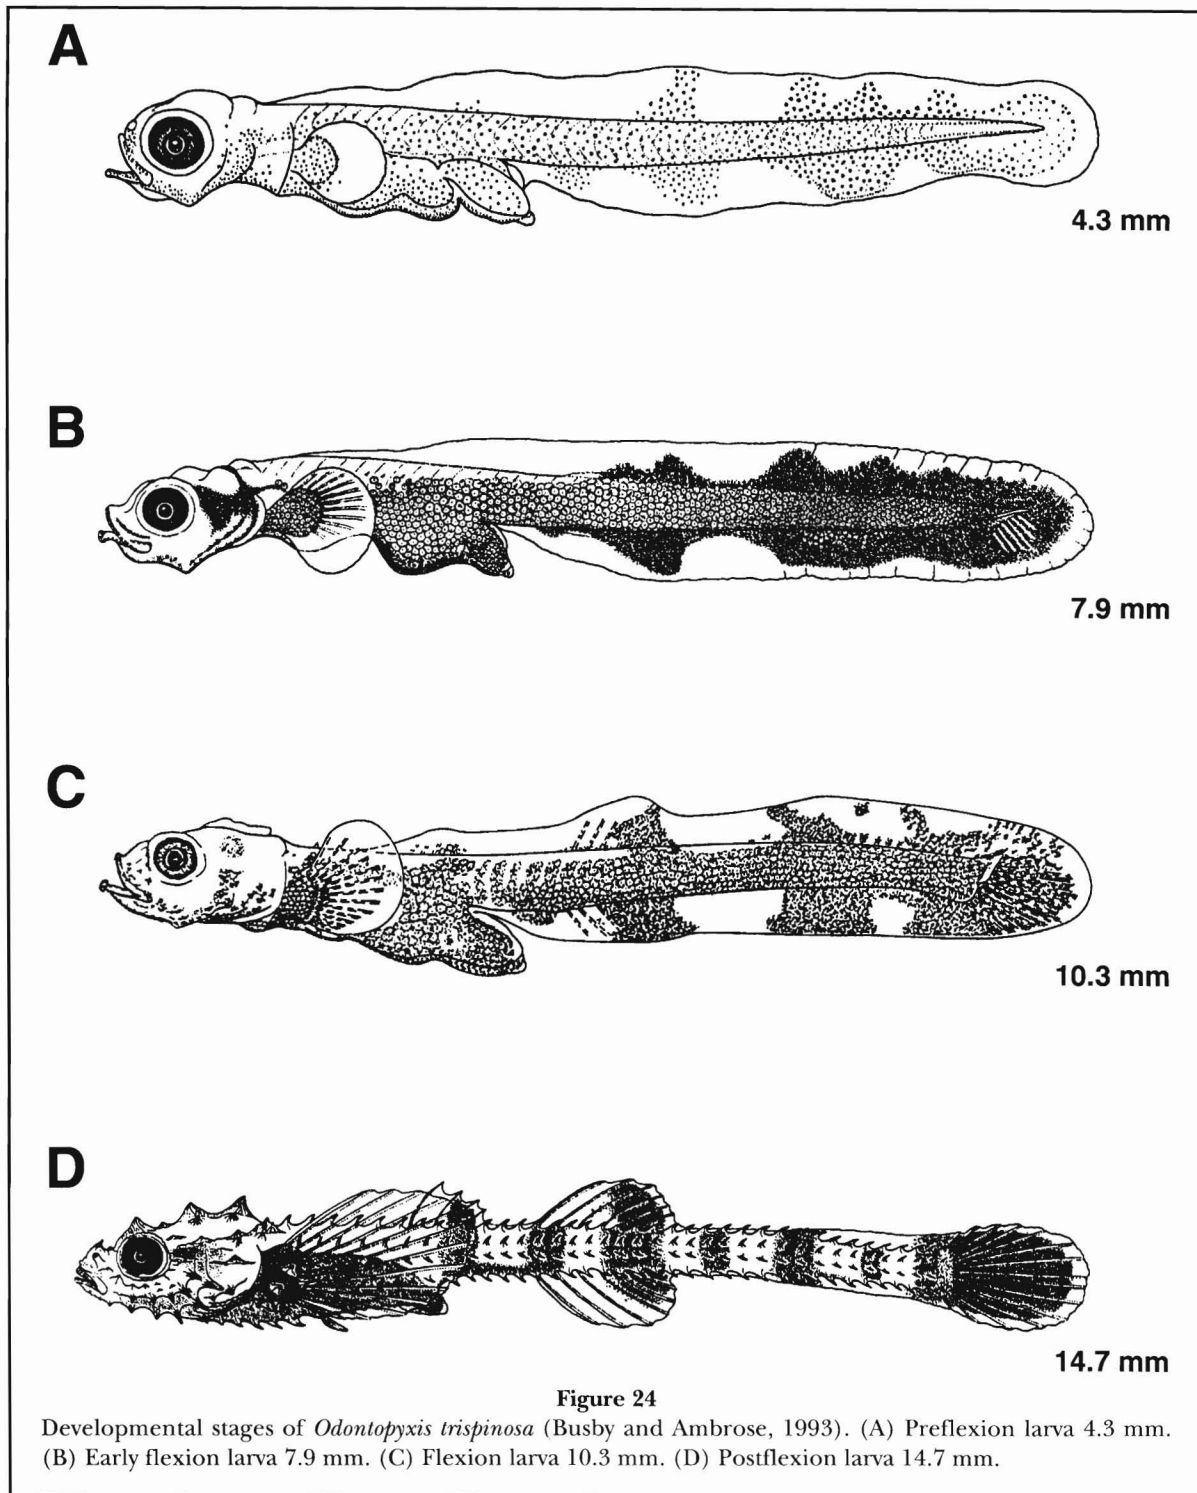 A
4.3 mm
B
7.9 mm
C
10.3 mm
D
14.7 mm
Figure 24
Developmental stages of Odontopyxis trispinosa (Busby and Ambrose, 1993). (A) Preflexion larva 4.3 mm.
(B) Early flexion larva 7.9 mm. (C) Flexion larva 10.3 mm. (D) Postflexion larva 14.7 mm.